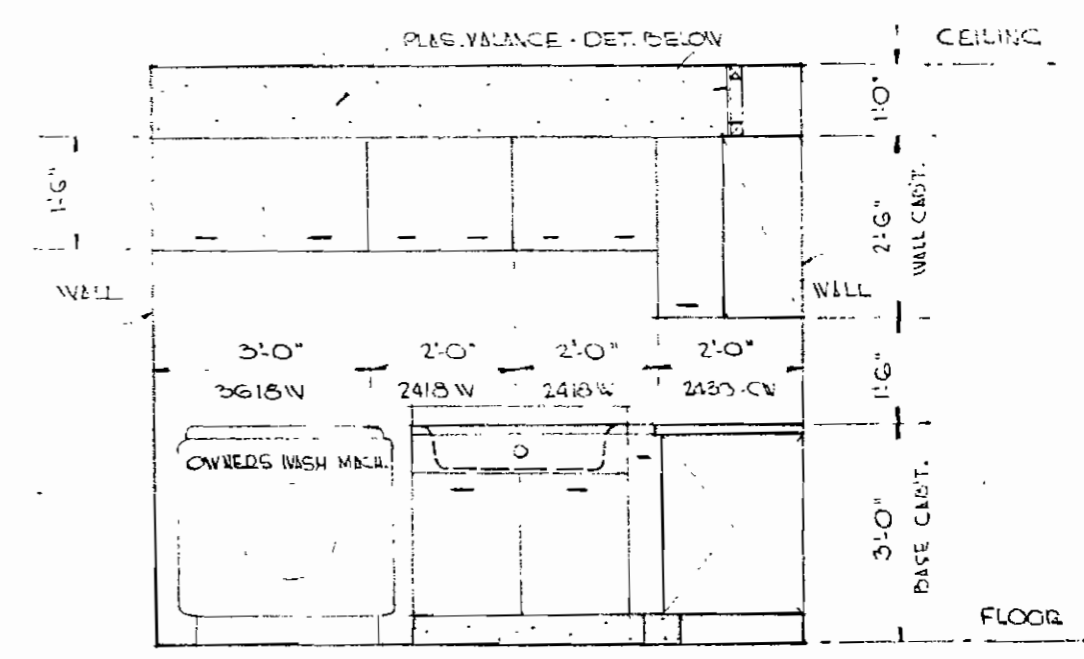 PLAS. VALANCE - DET. BELOW
CEILING
1'-0"
1'-6"
2'-6"
WALL CAB'T.
WALL
WALL
3'-0"
2'-0"
2'-0"
2'-0"
1'-6"
3618W
2418W
2418W
OWNERS WASH MACH.
3'-0"
BASE CAB'T.
FLOOR